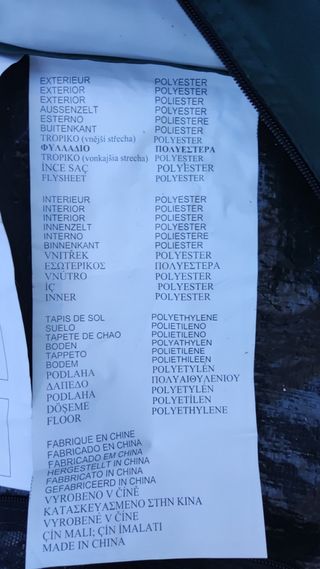 EXTERIEUR POLYESTER
EXTERIOR POLYESTER
EXTERIOR POLIESTER
AUSSENZELT POLYESTER
ESTERNO POLIESTERE
BUITENKANT POLIESTER
TROPIKO (vnější střecha) POLYESTER
ΦΥΛΛΑΔΙΟ ΠΟΛΥΕΣΤΕΡΑ
TROPIKO (vonkajšia strecha) POLYESTER
İNCE SAÇ POLYESTER
FLYSHEET POLYESTER
INTERIEUR POLYESTER
INTERIOR POLYESTER
INTERIOR POLIESTER
INNENZELT POLYESTER
INTERNO POLIESTERE
BINNENKANT POLIESTER
VNITŘEK POLYESTER
ΕΣΩΤΕΡΙΚΟΣ ΠΟΛΥΕΣΤΕΡΑ
VNÚTRO POLYESTER
İÇ POLYESTER
INNER POLYESTER
TAPIS DE SOL POLYETHYLENE
SUELO POLIETILENO
TAPETE DE CHAO POLIETILENO
BODEN POLYATHYLEN
TAPPETO POLIETILENE
BODEM POLIETHILEEN
PODLAHA POLYETYLÉN
ΔΑΠΕΔΟ ΠΟΛΥΑΙΘΥΛΕΝΙΟΥ
PODLAHA POLYETYLÉN
DÖŞEME POLYETİLEN
FLOOR POLYETHYLENE
FABRIQUE EN CHINE
FABRICADO EN CHINA
FABRICADO EM CHINA
HERGESTELLT IN CHINA
FABBRICATO IN CHINA
GEFABRICEERD IN CHINA
VYROBENO V ČÍNĚ
ΚΑΤΑΣΚΕΥΑΣΜΕΝΟ ΣΤΗΝ ΚΙΝΑ
VYROBENÉ V ČÍNE
ÇİN MALI; ÇİN İMALATI
MADE IN CHINA